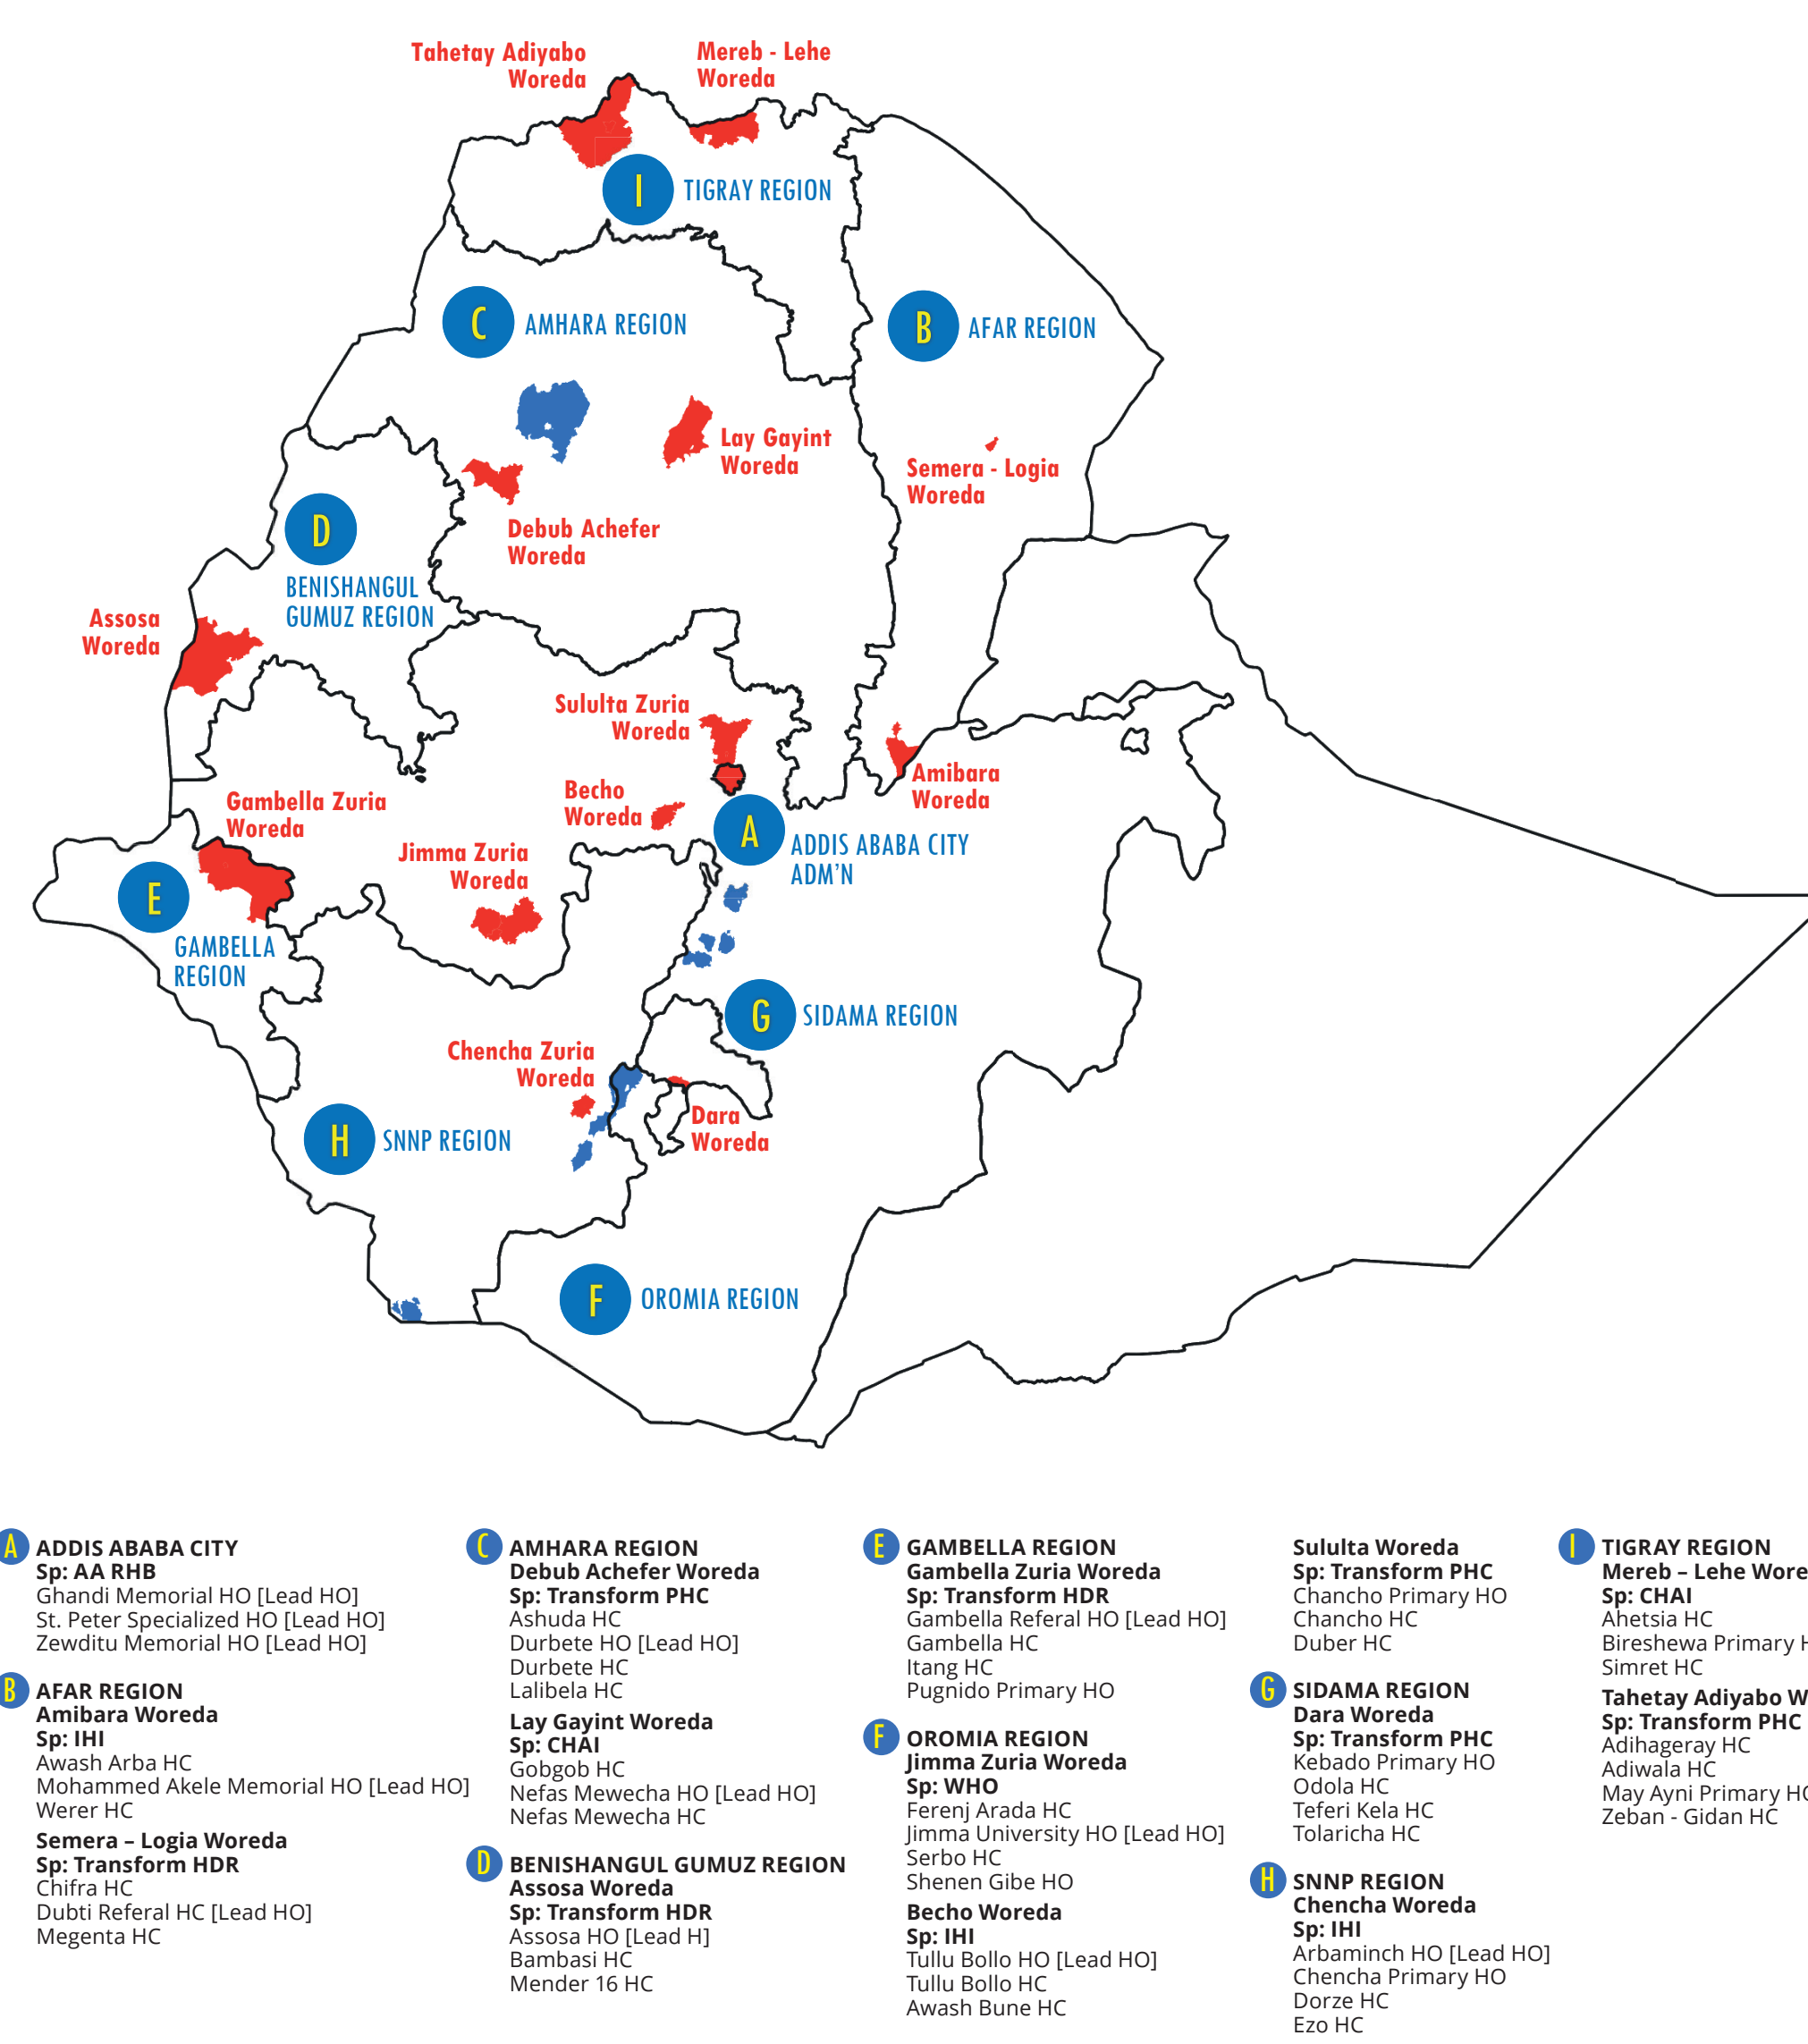 Tahetay Adiyabo
Woreda
Mereb - Lehe
Woreda
I
TIGRAY REGION
C
AMHARA REGION
B
AFAR REGION
Lay Gayint
Woreda
Semera - Logia
Woreda
Debub Achefer
Woreda
D
BENISHANGUL
GUMUZ REGION
Assosa
Woreda
Sululta Zuria
Woreda
Amibara
Woreda
Becho
Woreda
Gambella Zuria
Woreda
A
ADDIS ABABA CITY
ADM'N
Jimma Zuria
Woreda
E
GAMBELLA
REGION
G
SIDAMA REGION
Chencha Zuria
Woreda
Dara
Woreda
H
SNNP REGION
F
OROMIA REGION
A
ADDIS ABABA CITY
Sp: AA RHB
Ghandi Memorial HO [Lead HO]
St. Peter Specialized HO [Lead HO]
Zewditu Memorial HO [Lead HO]
B
AFAR REGION
Amibara Woreda
Sp: IHI
Awash Arba HC
Mohammed Akele Memorial HO [Lead HO]
Werer HC
Semera – Logia Woreda
Sp: Transform HDR
Chifra HC
Dubti Referal HC [Lead HO]
Megenta HC
C
AMHARA REGION
Debub Achefer Woreda
Sp: Transform PHC
Ashuda HC
Durbete HO [Lead HO]
Durbete HC
Lalibela HC
Lay Gayint Woreda
Sp: CHAI
Gobgob HC
Nefas Mewecha HO [Lead HO]
Nefas Mewecha HC
D
BENISHANGUL GUMUZ REGION
Assosa Woreda
Sp: Transform HDR
Assosa HO [Lead H]
Bambasi HC
Mender 16 HC
E
GAMBELLA REGION
Gambella Zuria Woreda
Sp: Transform HDR
Gambella Referal HO [Lead HO]
Gambella HC
Itang HC
Pugnido Primary HO
F
OROMIA REGION
Jimma Zuria Woreda
Sp: WHO
Ferenj Arada HC
Jimma University HO [Lead HO]
Serbo HC
Shenen Gibe HO
Becho Woreda
Sp: IHI
Tullu Bollo HO [Lead HO]
Tullu Bollo HC
Awash Bune HC
Sululta Woreda
Sp: Transform PHC
Chancho Primary HO
Chancho HC
Duber HC
G
SIDAMA REGION
Dara Woreda
Sp: Transform PHC
Kebado Primary HO
Odola HC
Teferi Kela HC
Tolaricha HC
H
SNNP REGION
Chencha Woreda
Sp: IHI
Arbaminch HO [Lead HO]
Chencha Primary HO
Dorze HC
Ezo HC
I
TIGRAY REGION
Mereb – Lehe
Sp: CHAI
Ahetsia HC
Bireshewa Primary
Simret HC
Tahetay Adiyabo
Sp: Transform PHC
Adihageray HC
Adiwala HC
May Ayni Primary
Zeban - Gidan HC